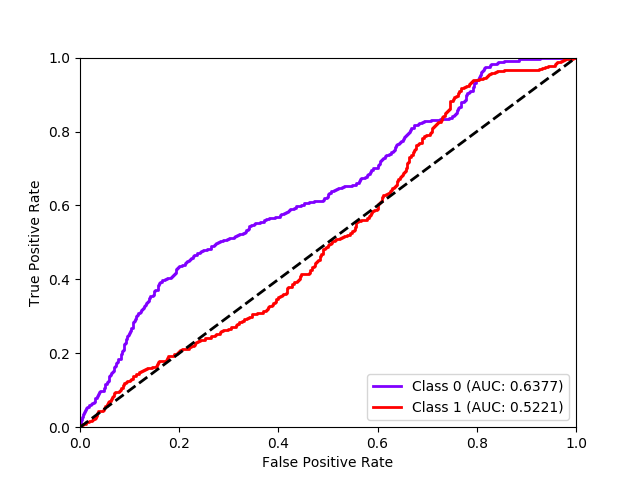 1.0
0.8
0.6
0.4
0.2
0.0
True Positive Rate
Class 0 (AUC: 0.6377)
Class 1 (AUC: 0.5221)
0.0 0.2 0.4 0.6 0.8 1.0
False Positive Rate